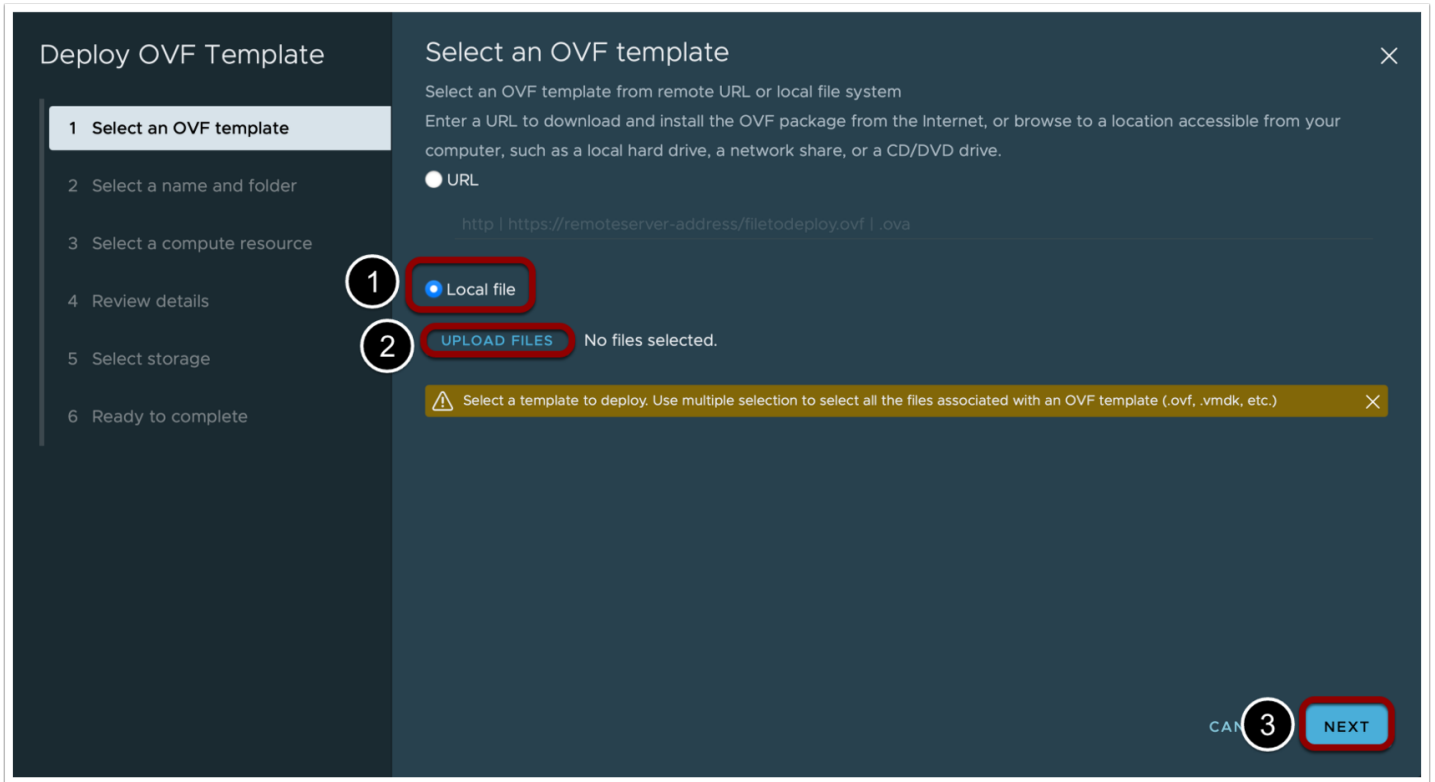 Deploy OVF Template
1 Select an OVF template
2 Select a name and folder
3 Select a compute resource
4 Review details
5 Select storage
6 Ready to complete
Select an OVF template
Select an OVF template from remote URL or local file system
Enter a URL to download and install the OVF package from the Internet, or browse to a location accessible from your
computer, such as a local hard drive, a network share, or a CD/DVD drive.
URL
http | https://remoteserver-address/filetodeploy.ovf | .ova
1
Local file
2
UPLOAD FILES No files selected.
Select a template to deploy. Use multiple selection to select all the files associated with an OVF template (.ovf, .vmdk, etc.)
CAN
3
NEXT